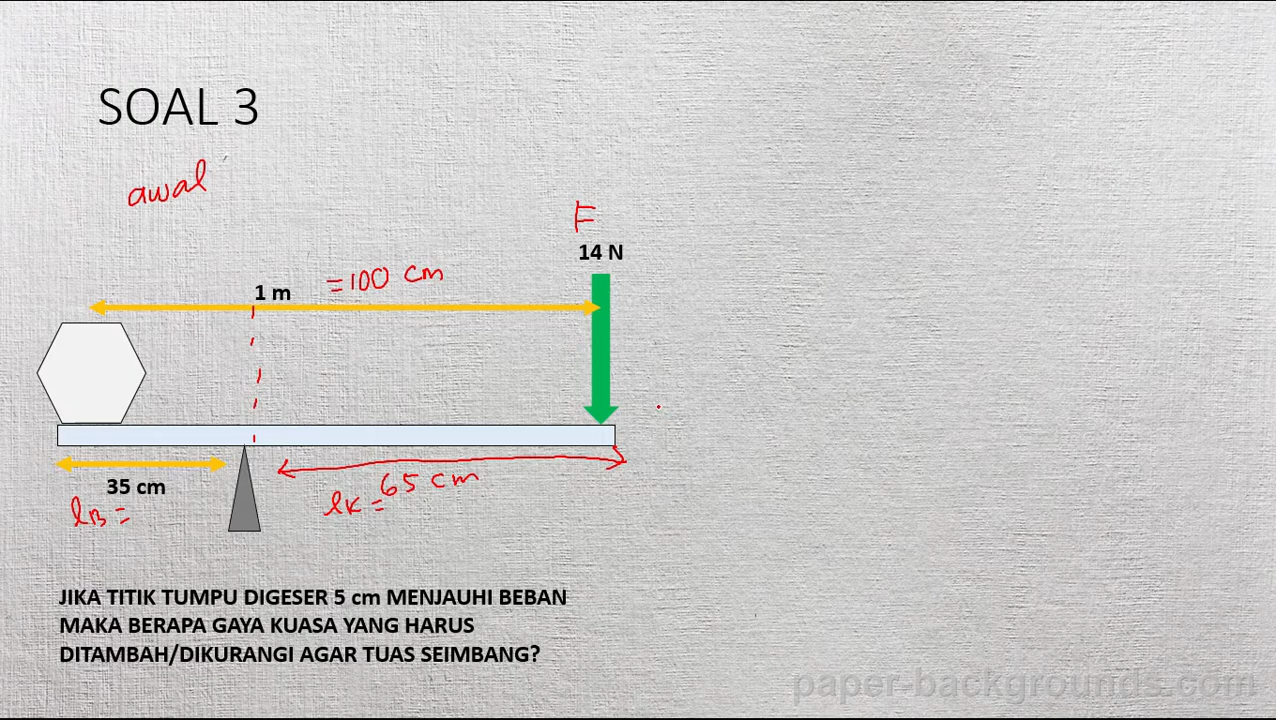 SOAL 3
awal
F
14 N
1 m
=100 cm
35 cm
lB =
lK = 65 cm
JIKA TITIK TUMPU DIGESER 5 cm MENJAUHI BEBAN
MAKA BERAPA GAYA KUASA YANG HARUS
DITAMBAH/DIKURANGI AGAR TUAS SEIMBANG?
paper-backgrounds.com